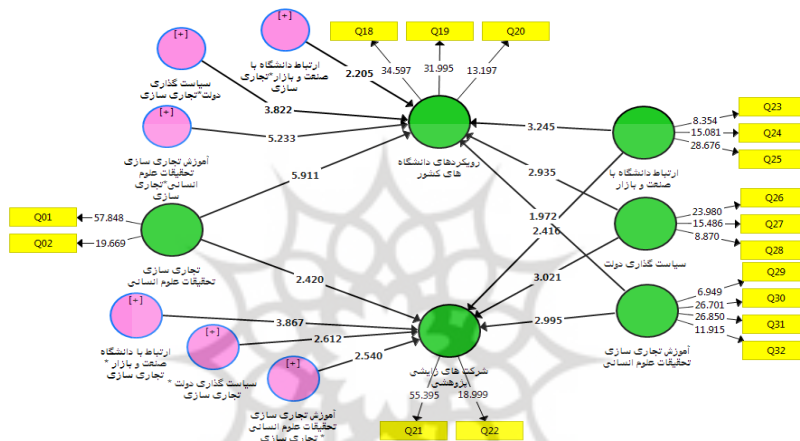 Q18
Q19
Q20
34.597
31.995
13.197
[+]
ارتباط دانشگاه با
صنعت و بازار*تجاری
سازی
2.205
[+]
سیاست گذاری
دولت*تجاری سازی
3.822
[+]
آموزش تجاری سازی
تحقیقات علوم
انسانی*تجاری
سازی
5.233
رویکردهای دانشگاه
های کشور
3.245
ارتباط دانشگاه با
صنعت و بازار
8.354
15.081
28.676
Q23
Q24
Q25
5.911
2.935
1.972
2.416
Q01
Q02
57.848
19.669
تجاری سازی
تحقیقات علوم انسانی
سیاست گذاری دولت
23.980
15.486
8.870
Q26
Q27
Q28
2.420
3.021
2.995
آموزش تجاری سازی
تحقیقات علوم انسانی
6.949
26.701
26.850
11.915
Q29
Q30
Q31
Q32
[+]
ارتباط با دانشگاه
صنعت و بازار *
تجاری سازی
3.867
[+]
سیاست گذاری دولت *
تجاری سازی
2.612
[+]
آموزش تجاری سازی
تحقیقات علوم انسانی
* تجاری سازی
2.540
شرکت های زایشی
پژوهشی
55.395
18.999
Q21
Q22